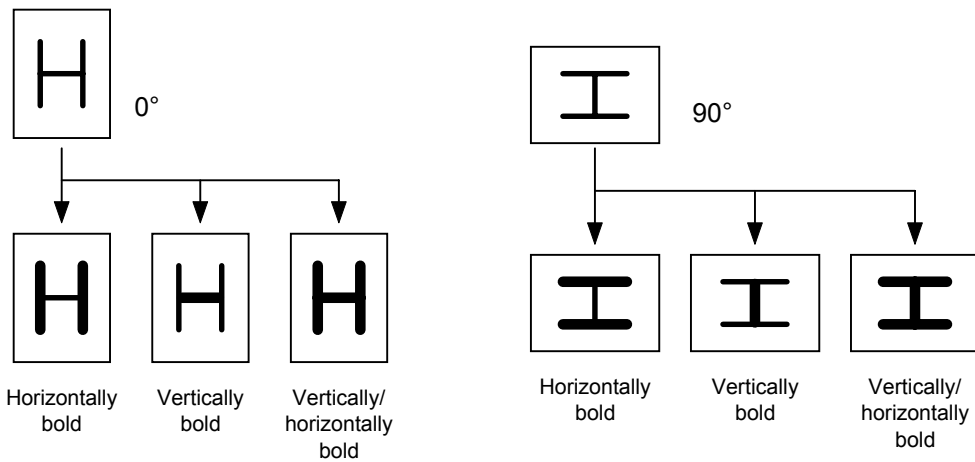 H
0°
H
H
H
Horizontally
bold
Vertically
bold
Vertically/
horizontally
bold
H
90°
H
H
H
Horizontally
bold
Vertically
bold
Vertically/
horizontally
bold